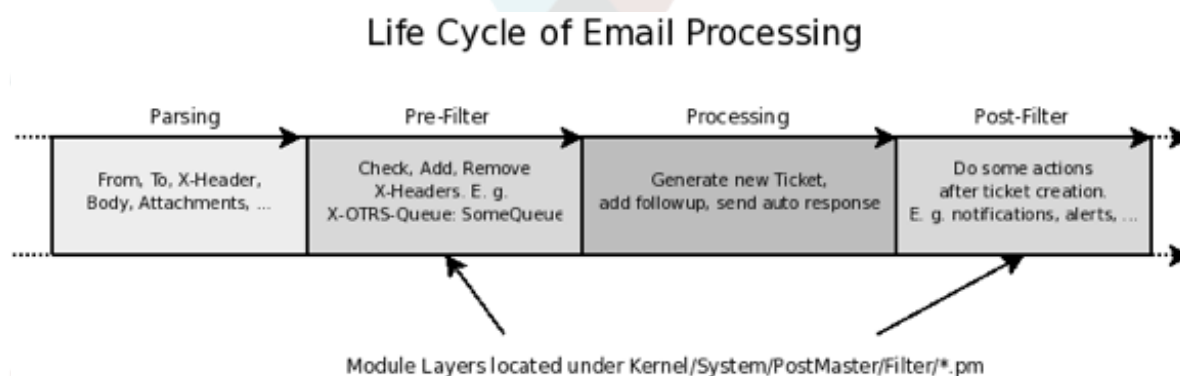 Life Cycle of Email Processing
Parsing
Pre-Filter
Processing
Post-Filter
From, To, X-Header,
Body, Attachments, ...
Check, Add, Remove
X-Headers. E. g.
X-OTRS-Queue: SomeQueue
Generate new Ticket,
add followup, send auto response
Do some actions
after ticket creation.
E. g. notifications, alerts, ...
Module Layers located under Kernel/System/PostMaster/Filter/*.pm